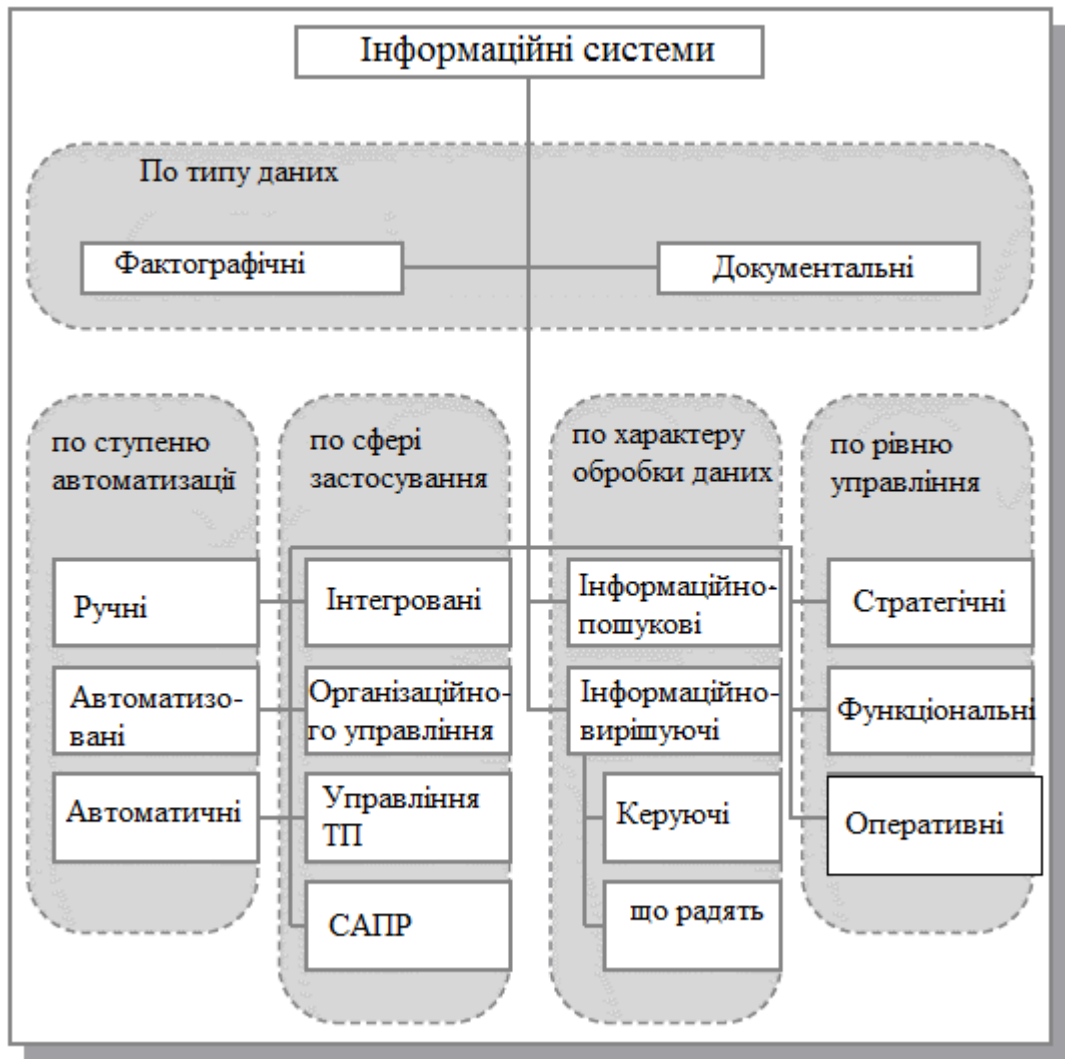 Інформаційні системи
По типу даних
Фактографічні
Документальні
по ступеню
автоматизації
Ручні
Автоматизо-
вані
Автоматичні
по сфері
застосування
Інтегровані
Організаційно-
го управління
Управління
ТП
САПР
по характеру
обробки даних
Інформаційно-
пошукові
Інформаційно-
вирішуючі
Керуючі
що радять
по рівню
управління
Стратегічні
Функціональні
Оперативні